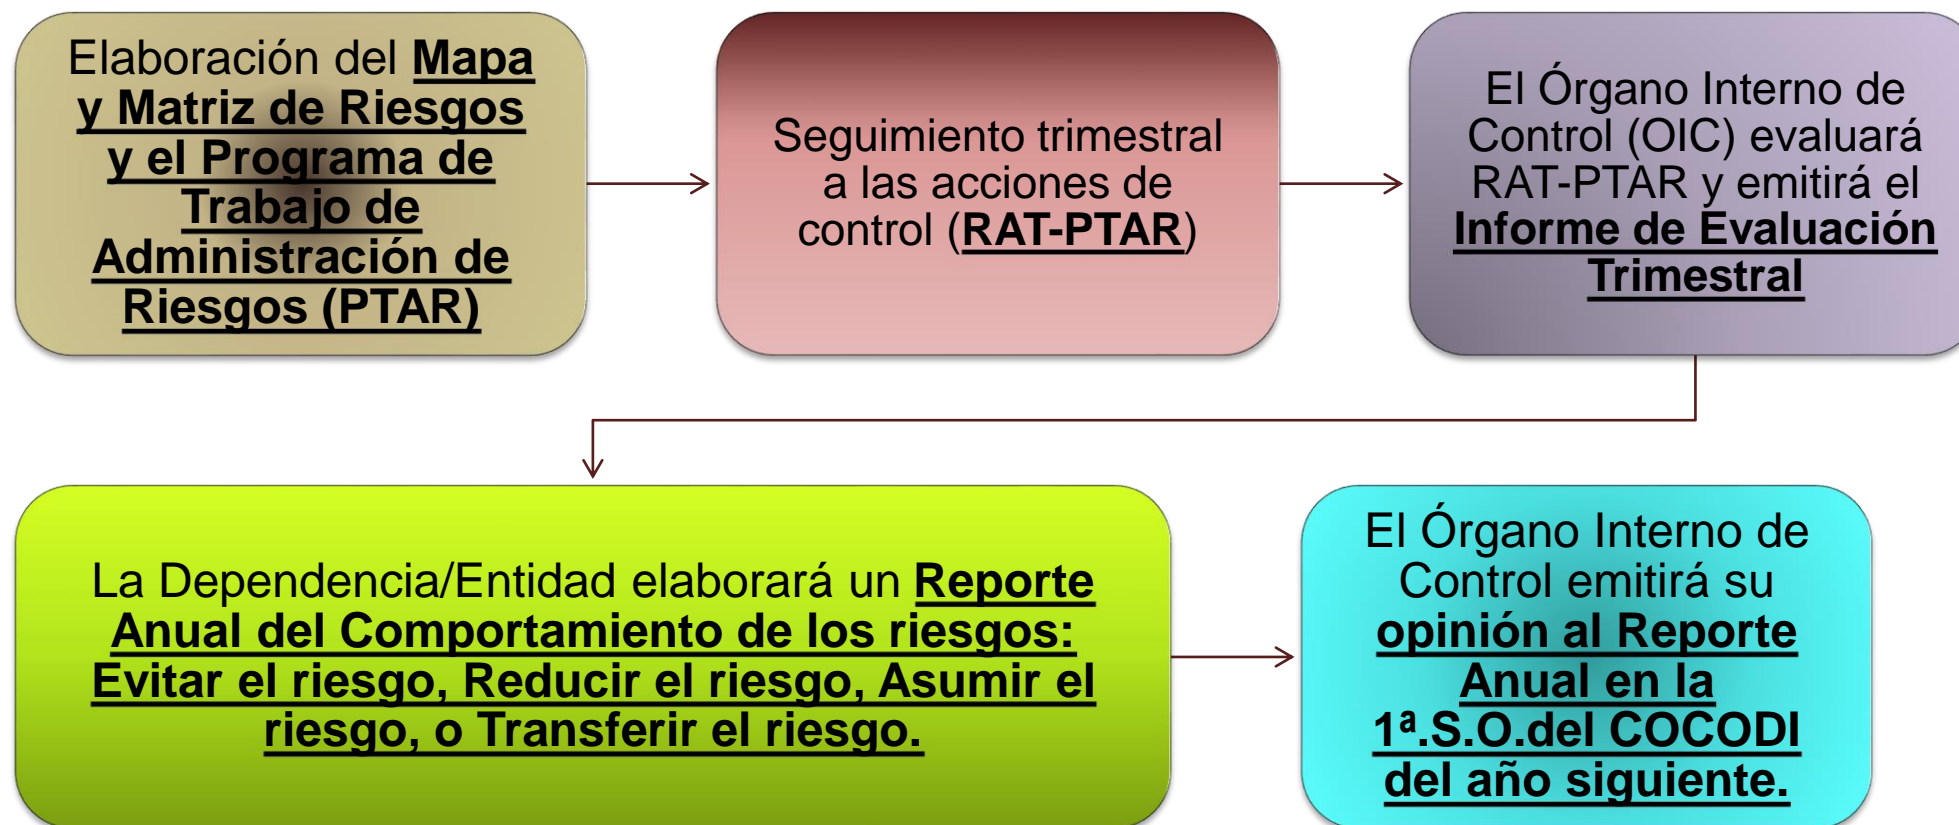 Elaboración del Mapa
y Matriz de Riesgos
y el Programa de
Trabajo de
Administración de
Riesgos (PTAR)
Seguimiento trimestral
a las acciones de
control (RAT-PTAR)
El Órgano Interno de
Control (OIC) evaluará
RAT-PTAR y emitirá el
Informe de Evaluación
Trimestral
La Dependencia/Entidad elaborará un Reporte
Anual del Comportamiento de los riesgos:
Evitar el riesgo, Reducir el riesgo, Asumir el
riesgo, o Transferir el riesgo.
El Órgano Interno de
Control emitirá su
opinión al Reporte
Anual en la
1ª.S.O.del COCODI
del año siguiente.